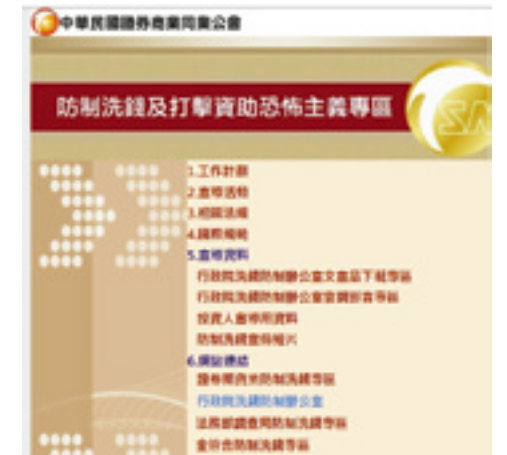 中華民國證券商業同業公會
防制洗錢及打擊資助恐怖主義專區
1.工作計劃
2.宣導活動
3.相關法規
4.國際規範
5.宣導資料
行政院洗錢防制辦公室文宣品下載專區
行政院洗錢防制辦公室宣調影音專區
投資人宣導用資料
防制洗錢宣導短片
6.網站連結
證券期貨業防制洗錢專區
行政院洗錢防制辦公室
法務部調查局防制洗錢專區
金管會防制洗錢專區